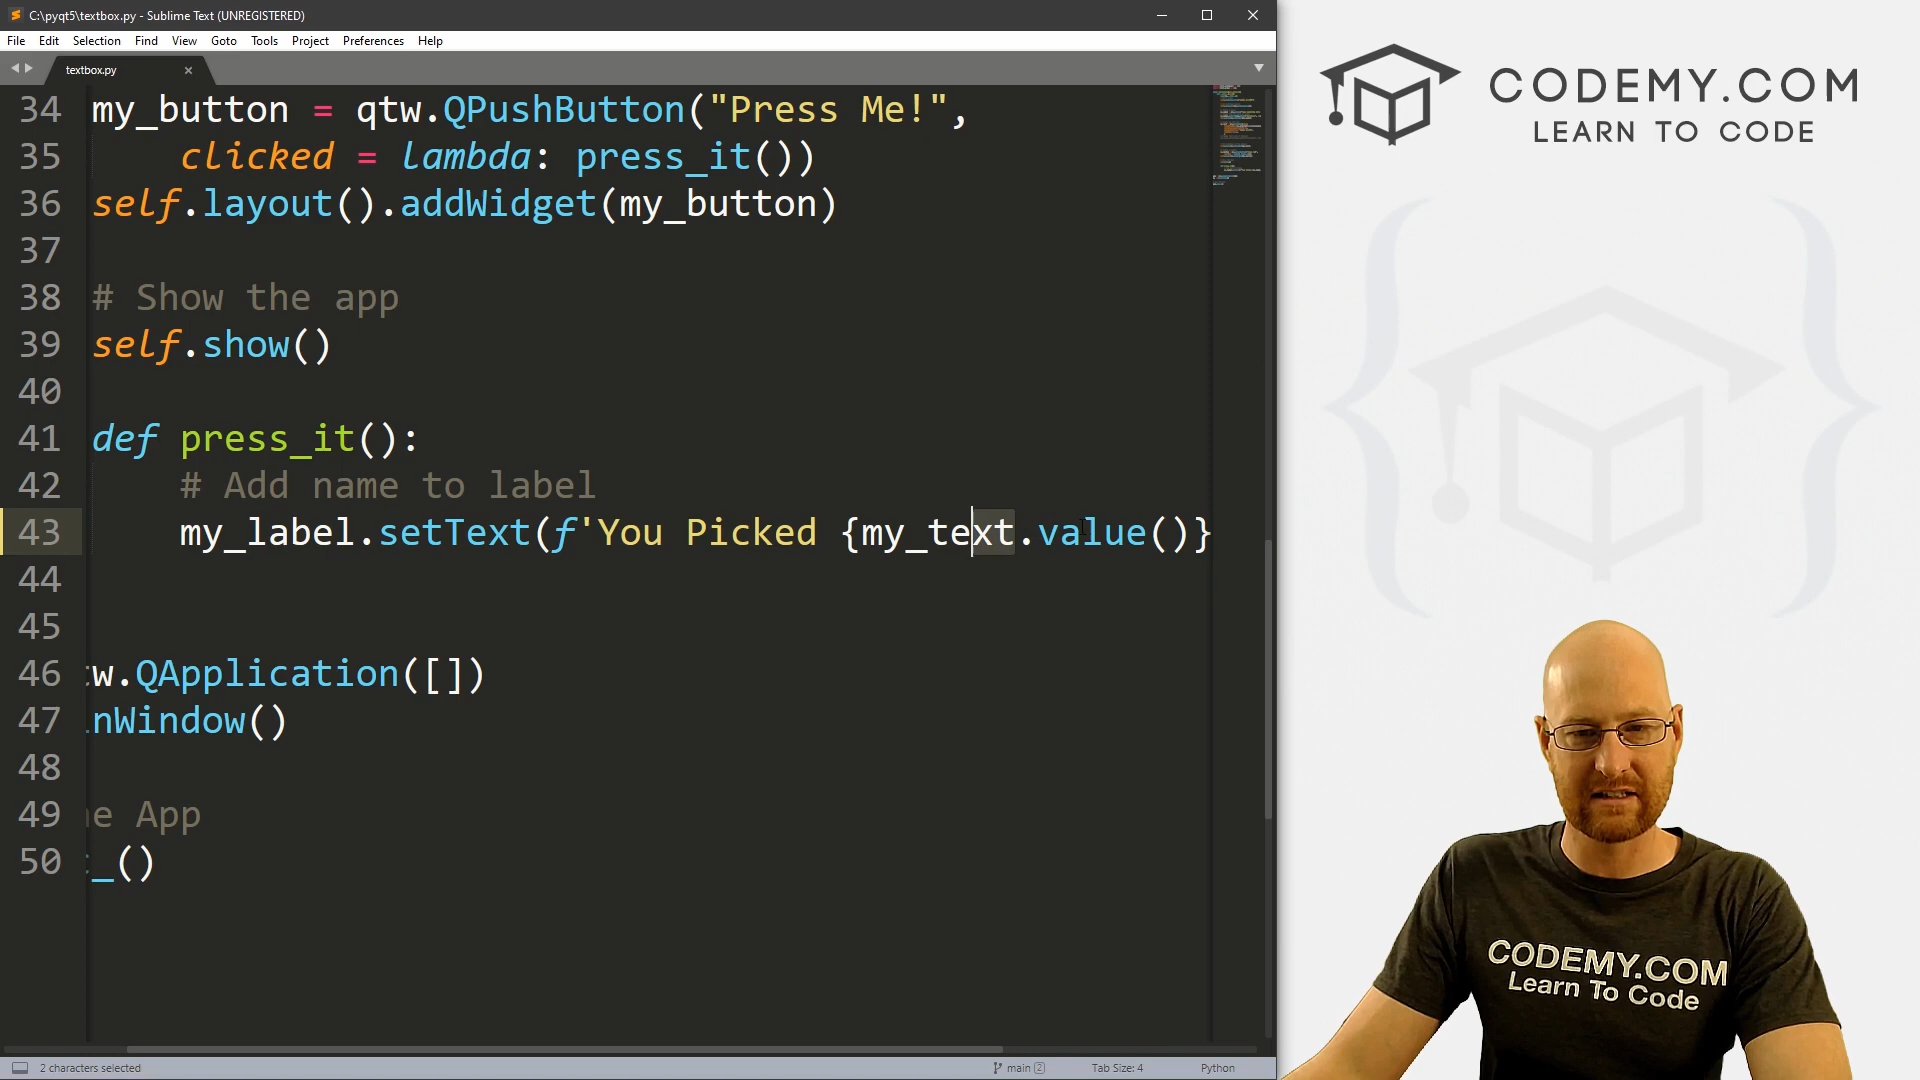 C:\pyqt5\textbox.py - Sublime Text (UNREGISTERED)
File Edit Selection Find View Goto Tools Project Preferences Help
textbox.py
34 my_button = qtw.QPushButton("Press Me!",
35 clicked = lambda: press_it())
36 self.layout().addWidget(my_button)
37
38 # Show the app
39 self.show()
40
41 def press_it():
42 # Add name to label
43 my_label.setText(f'You Picked {my_text.value()}
44
45
46 w.QApplication([])
47 nWindow()
48
49 e App
50 _()
2 characters selected
main 2
Tab Size: 4
Python
CODEMY.COM
LEARN TO CODE
CODEMY.COM
Learn To Code